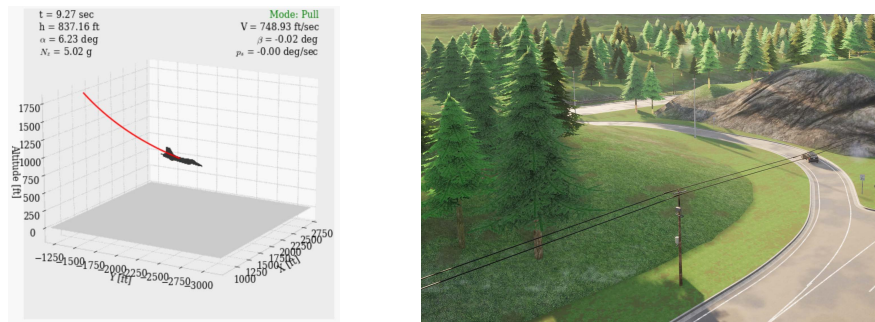 t = 9.27 sec
Mode: Pull
h = 837.16 ft
V = 748.93 ft/sec
α = 6.23 deg
β = -0.02 deg
N_z = 5.02 g
p_s = -0.00 deg/sec
Altitude [ft]
1750
1500
1250
1000
750
500
250
0
−1250
−1500
−1750
−2000
−2250
−2500
−2750
−3000
Y [ft]
1000
1250
1500
1750
2000
2250
2500
2750
X [ft]